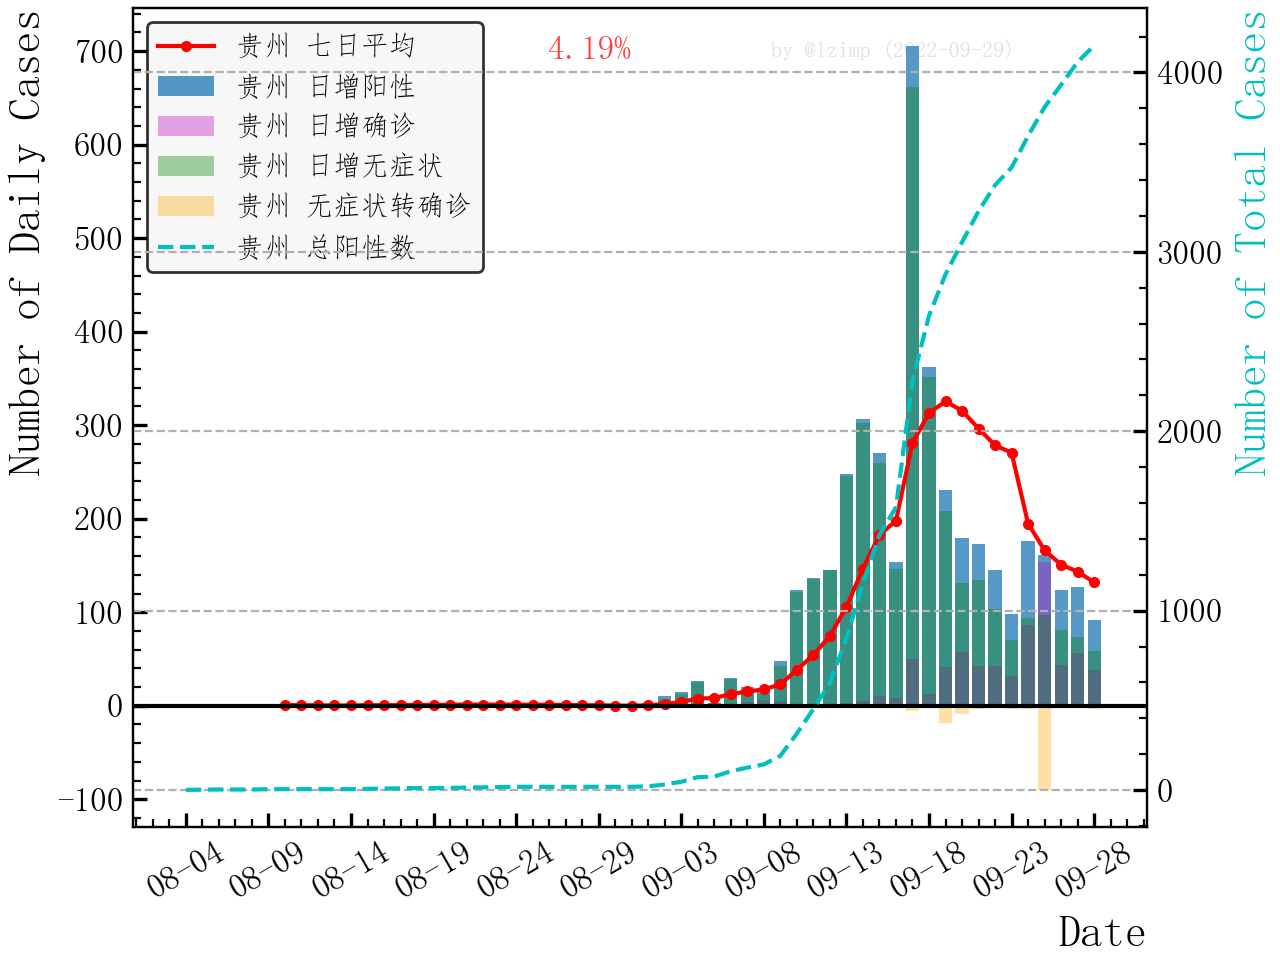 贵州 七日平均
贵州 日增阳性
贵州 日增确诊
贵州 日增无症状
贵州 无症状转确诊
贵州 总阳性数
4.19%
by @lzimp (2022-09-29)
Number of Daily Cases
700
600
500
400
300
200
100
0
-100
Number of Total Cases
4000
3000
2000
1000
0
08-04
08-09
08-14
08-19
08-24
08-29
09-03
09-08
09-13
09-18
09-23
09-28
Date